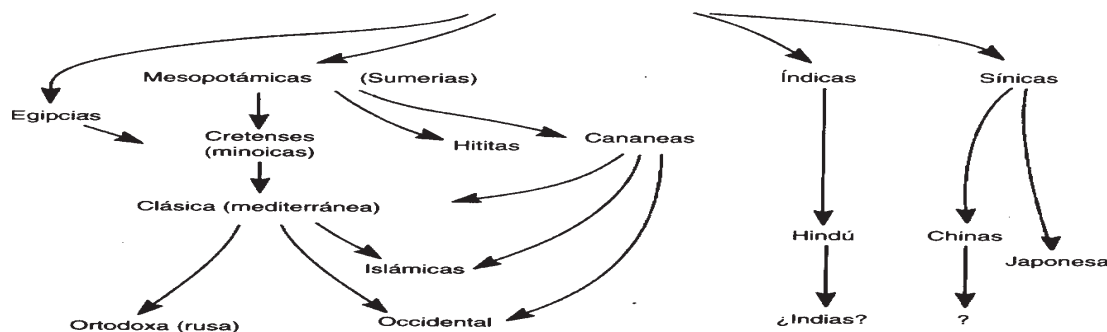 Mesopotámicas (Sumerias) Índicas Sínicas
Egipcias
Cretenses
(minoicas) Hititas Cananeas
Clásica (mediterránea)
Hindú Chinas
Japonesa
Islámicas
Ortodoxa (rusa) Occidental ¿Indias? ?